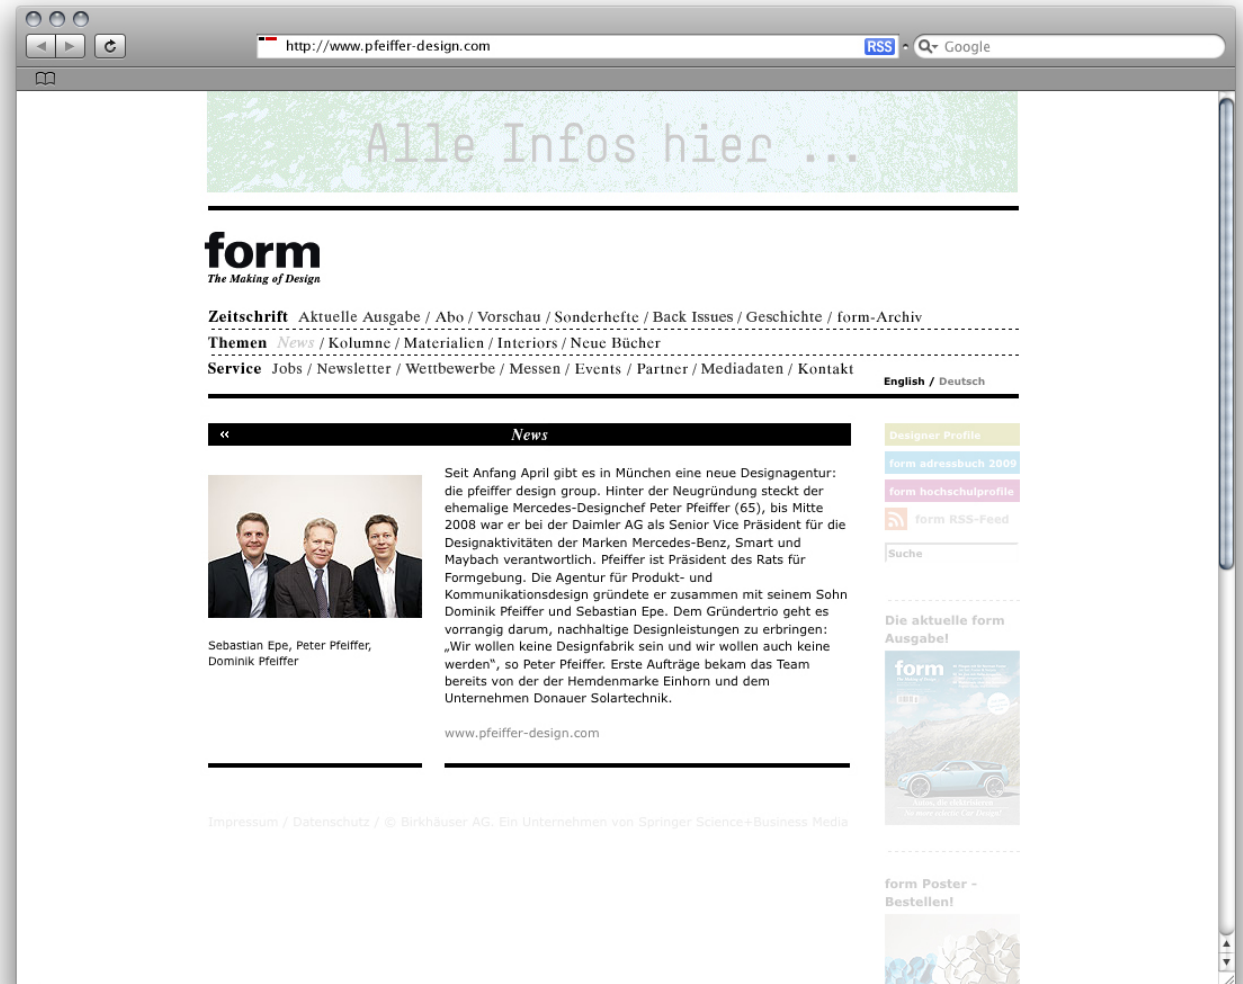 http://www.pfeiffer-design.com
RSS
Google
Alle Infos hier ...
form
The Making of Design
Zeitschrift Aktuelle Ausgabe / Abo / Vorschau / Sonderhefte / Back Issues / Geschichte / form-Archiv
Themen News / Kolumne / Materialien / Interiors / Neue Bücher
Service Jobs / Newsletter / Wettbewerbe / Messen / Events / Partner / Mediadaten / Kontakt
English / Deutsch
« News
Seit Anfang April gibt es in München eine neue Designagentur:
die pfeiffer design group. Hinter der Neugründung steckt der
ehemalige Mercedes-Designchef Peter Pfeiffer (65), bis Mitte
2008 war er bei der Daimler AG als Senior Vice Präsident für die
Designaktivitäten der Marken Mercedes-Benz, Smart und
Maybach verantwortlich. Pfeiffer ist Präsident des Rats für
Formgebung. Die Agentur für Produkt- und
Kommunikationsdesign gründete er zusammen mit seinem Sohn
Dominik Pfeiffer und Sebastian Epe. Dem Gründertrio geht es
vorrangig darum, nachhaltige Designleistungen zu erbringen:
„Wir wollen keine Designfabrik sein und wir wollen auch keine
werden“, so Peter Pfeiffer. Erste Aufträge bekam das Team
bereits von der der Hemdenmarke Einhorn und dem
Unternehmen Donauer Solartechnik.
www.pfeiffer-design.com
Sebastian Epe, Peter Pfeiffer,
Dominik Pfeiffer
Impressum / Datenschutz / © Birkhäuser AG. Ein Unternehmen von Springer Science+Business Media
Designer Profile
form adressbuch 2009
form hochschulprofile
form RSS-Feed
Suche
Die aktuelle form
Ausgabe!
form
The Making of Design
form Poster -
Bestellen!